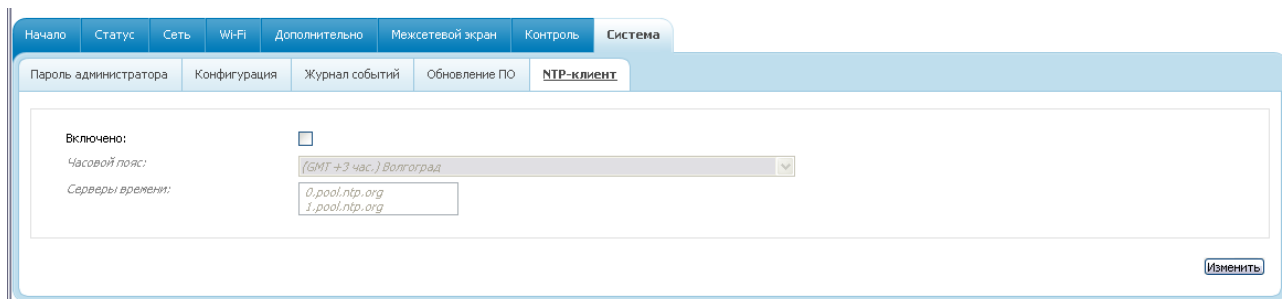 Начало Статус Сеть Wi-Fi Дополнительно Межсетевой экран Контроль Система
Пароль администратора Конфигурация Журнал событий Обновление ПО NTP-клиент
Включено:
Часовой пояс: (GMT +3 час.) Волгоград
Серверы времени: 0.pool.ntp.org
1.pool.ntp.org
Изменить